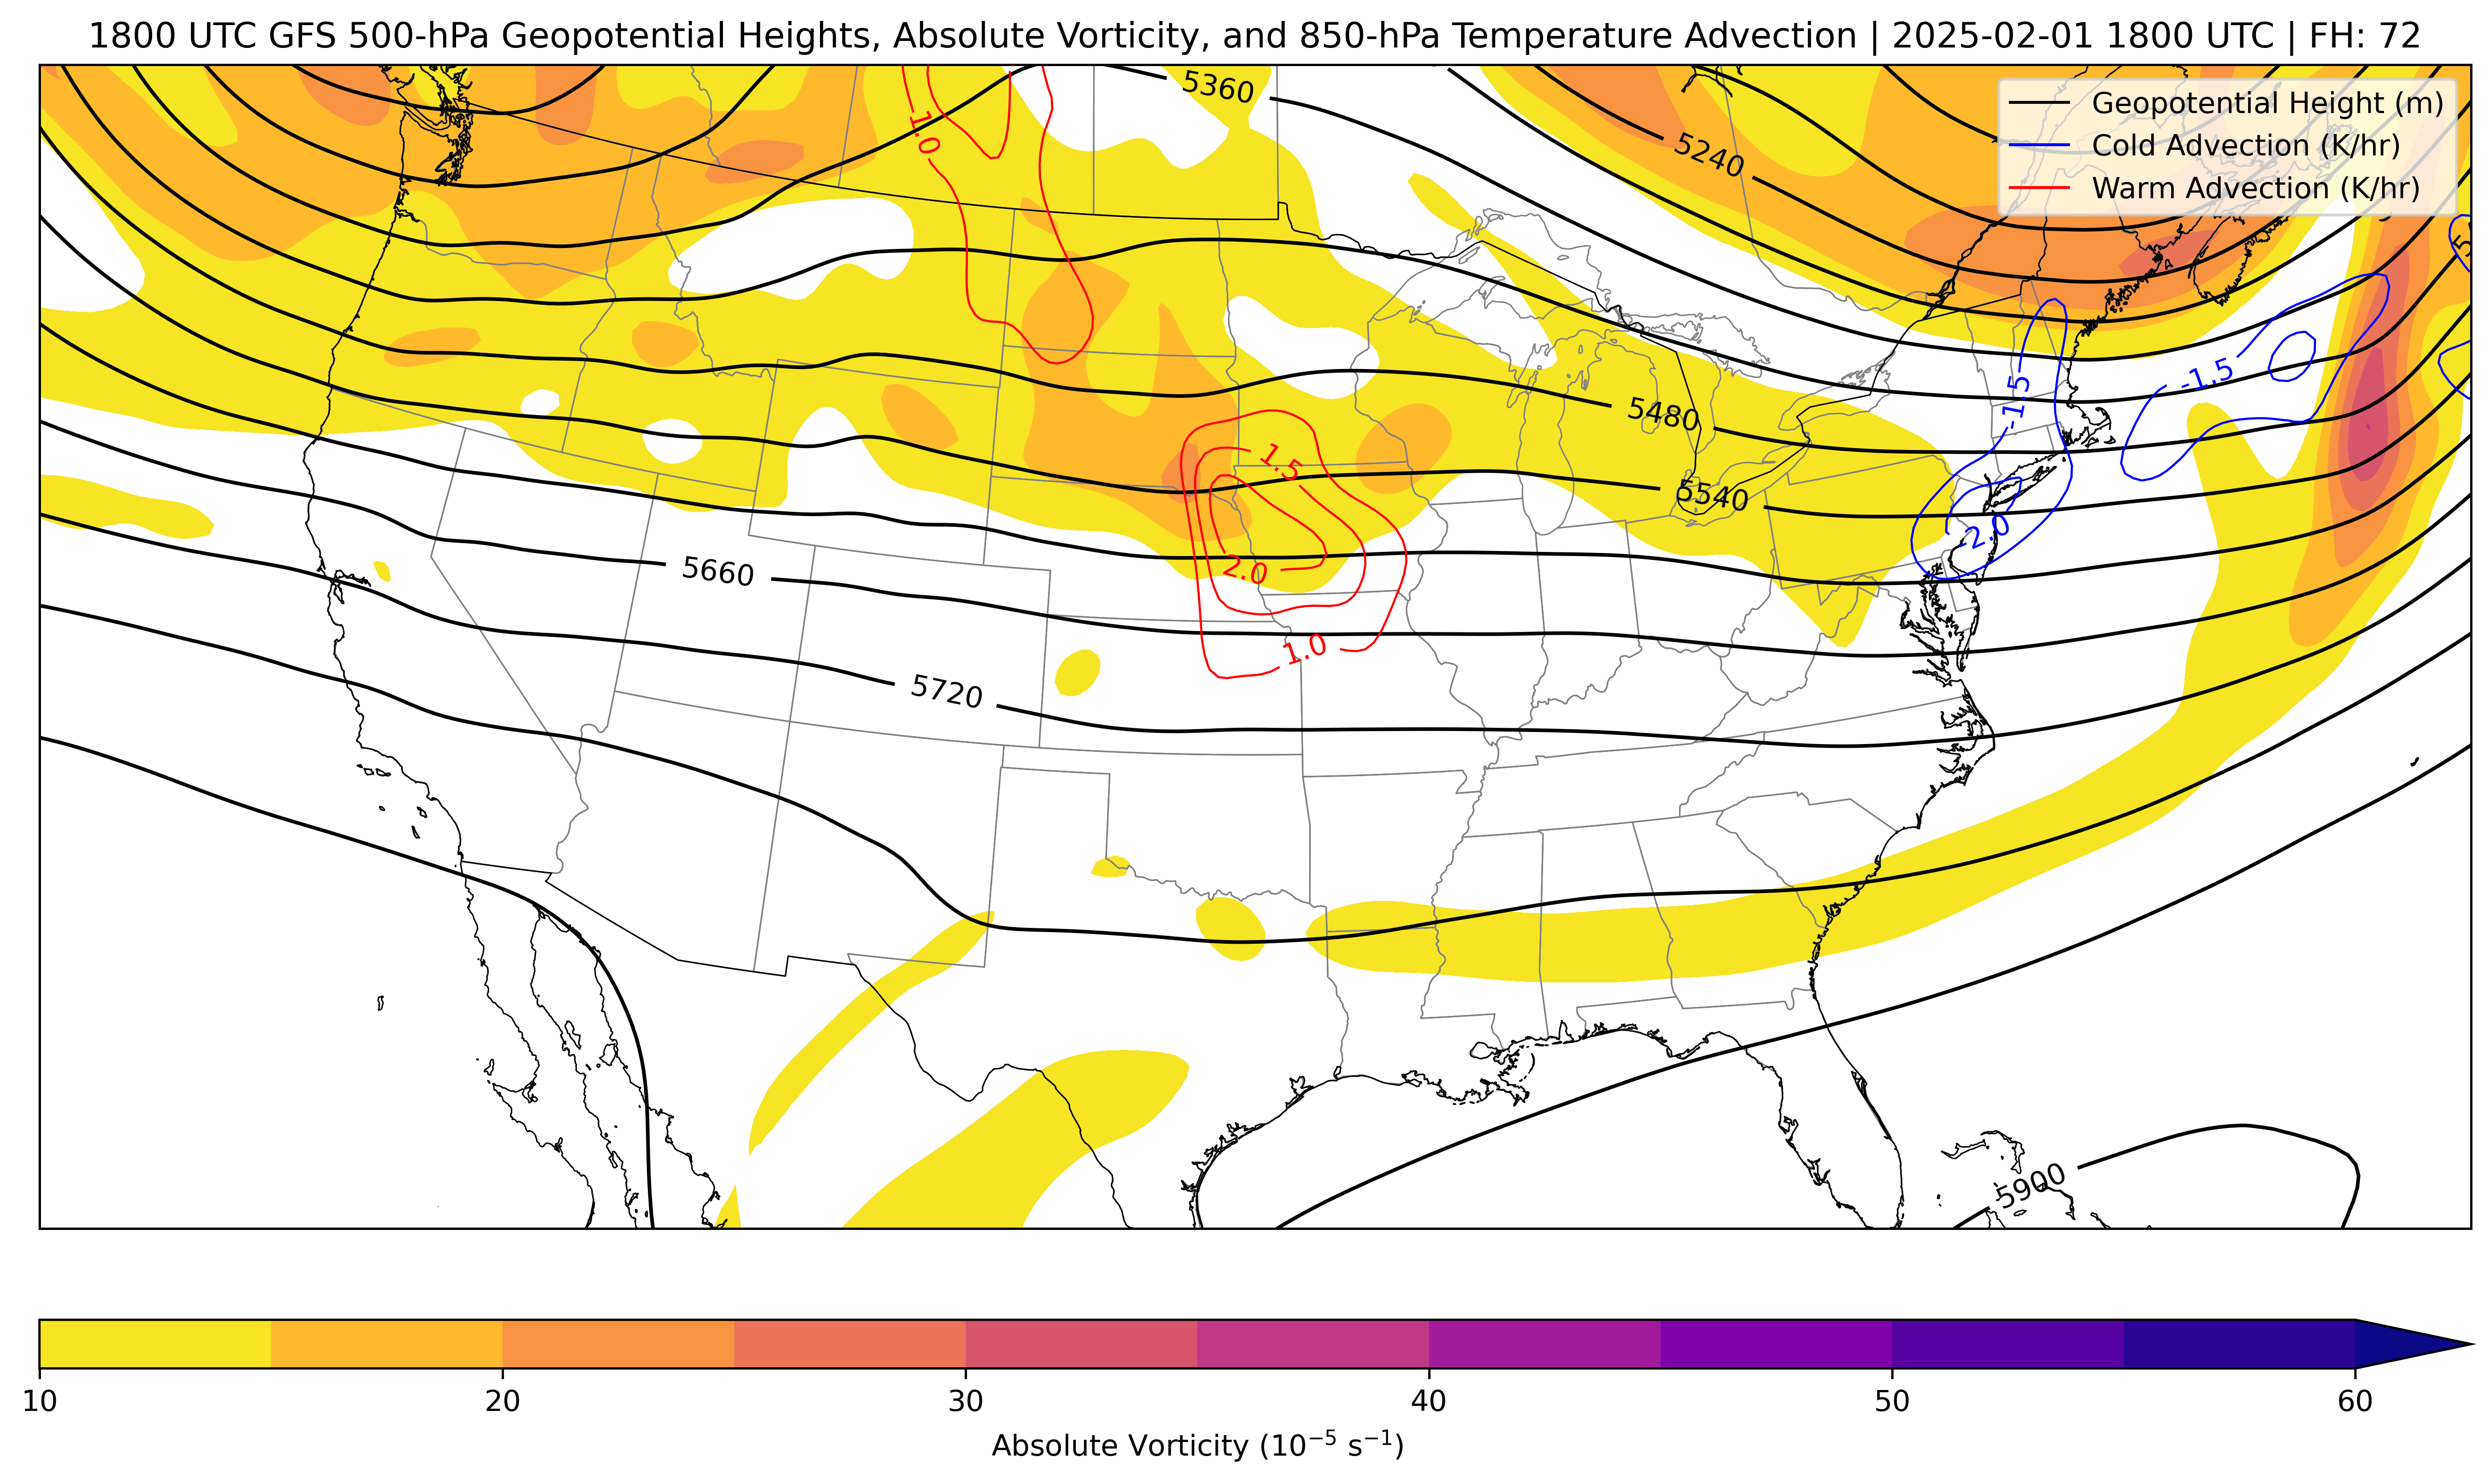 1800 UTC GFS 500-hPa Geopotential Heights, Absolute Vorticity, and 850-hPa Temperature Advection | 2025-02-01 1800 UTC | FH: 72
Geopotential Height (m)
Cold Advection (K/hr)
Warm Advection (K/hr)
5360
1.0
5240
-1.5
-1.5
5480
1.5
5540
-2.0
2.0
5660
1.0
5720
5900
10 20 30 40 50 60
Absolute Vorticity (10⁻⁵ s⁻¹)